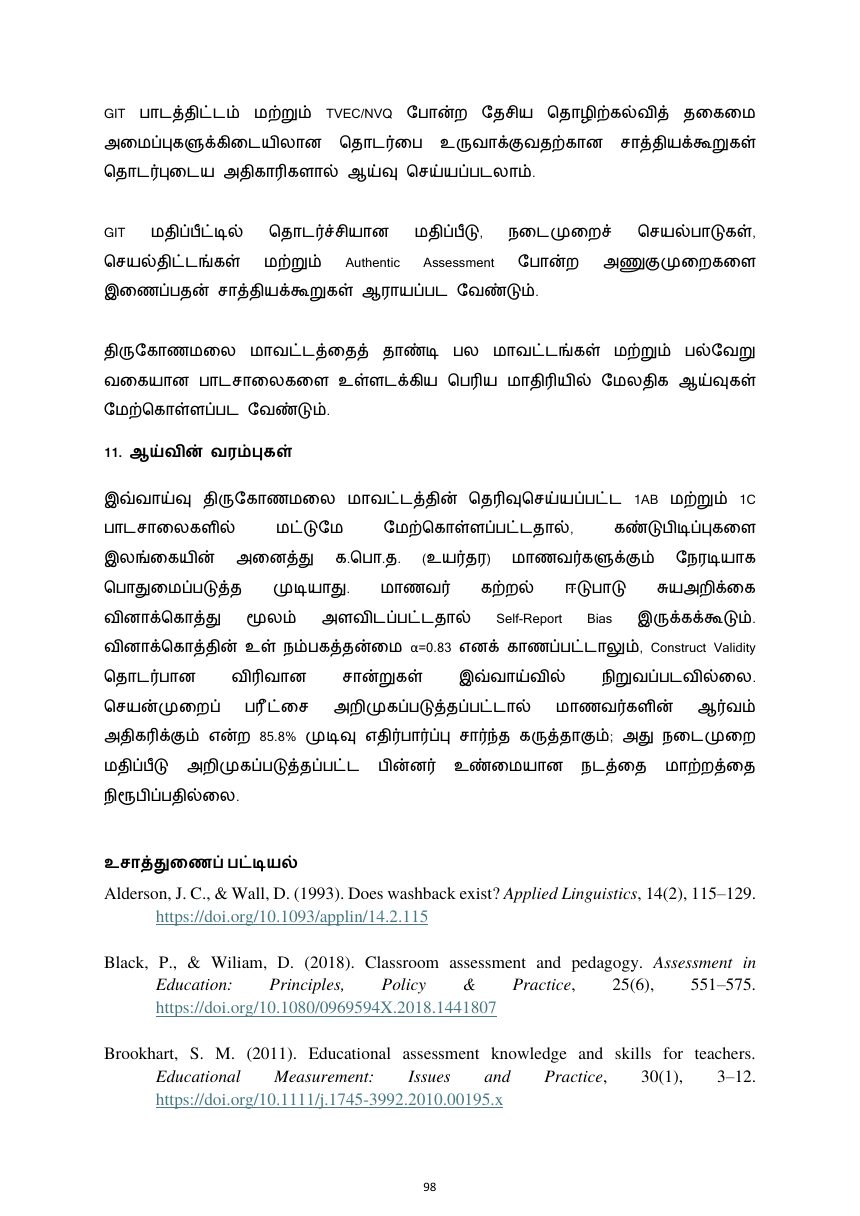 GIT பாடத்திட்டம் மற்றும் TVEC/NVQ போன்ற தேசிய தொழிற்கல்வித் தகைமை
அமைப்புகளுக்கிடையிலான தொடர்பை உருவாக்குவதற்கான சாத்தியக்கூறுகள்
தொடர்புடைய அதிகாரிகளால் ஆய்வு செய்யப்படலாம்.
GIT மதிப்பீட்டில் தொடர்ச்சியான மதிப்பீடு, நடைமுறைச் செயல்பாடுகள்,
செயல்திட்டங்கள் மற்றும் Authentic Assessment போன்ற அணுகுமுறைகளை
இணைப்பதன் சாத்தியக்கூறுகள் ஆராயப்பட வேண்டும்.
திருகோணமலை மாவட்டத்தைத் தாண்டி பல மாவட்டங்கள் மற்றும் பல்வேறு
வகையான பாடசாலைகளை உள்ளடக்கிய பெரிய மாதிரியில் மேலதிக ஆய்வுகள்
மேற்கொள்ளப்பட வேண்டும்.
11. ஆய்வின் வரம்புகள்
இவ்வாய்வு திருகோணமலை மாவட்டத்தின் தெரிவுசெய்யப்பட்ட 1AB மற்றும் 1C
பாடசாலைகளில் மட்டுமே மேற்கொள்ளப்பட்டதால், கண்டுபிடிப்புகளை
இலங்கையின் அனைத்து க.பொ.த. (உயர்தர) மாணவர்களுக்கும் நேரடியாக
பொதுமைப்படுத்த முடியாது. மாணவர் கற்றல் ஈடுபாடு சுயஅறிக்கை
வினாக்கொத்து மூலம் அளவிடப்பட்டதால் Self-Report Bias இருக்கக்கூடும்.
வினாக்கொத்தின் உள் நம்பகத்தன்மை α=0.83 எனக் காணப்பட்டாலும், Construct Validity
தொடர்பான விரிவான சான்றுகள் இவ்வாய்வில் நிறுவப்படவில்லை.
செயன்முறைப் பரீட்சை அறிமுகப்படுத்தப்பட்டால் மாணவர்களின் ஆர்வம்
அதிகரிக்கும் என்ற 85.8% முடிவு எதிர்பார்ப்பு சார்ந்த கருத்தாகும்; அது நடைமுறை
மதிப்பீடு அறிமுகப்படுத்தப்பட்ட பின்னர் உண்மையான நடத்தை மாற்றத்தை
நிரூபிப்பதில்லை.
உசாத்துணைப் பட்டியல்
Alderson, J. C., & Wall, D. (1993). Does washback exist? Applied Linguistics, 14(2), 115–129.
https://doi.org/10.1093/applin/14.2.115
Black, P., & Wiliam, D. (2018). Classroom assessment and pedagogy. Assessment in
Education: Principles, Policy & Practice, 25(6), 551–575.
https://doi.org/10.1080/0969594X.2018.1441807
Brookhart, S. M. (2011). Educational assessment knowledge and skills for teachers.
Educational Measurement: Issues and Practice, 30(1), 3–12.
https://doi.org/10.1111/j.1745-3992.2010.00195.x
98